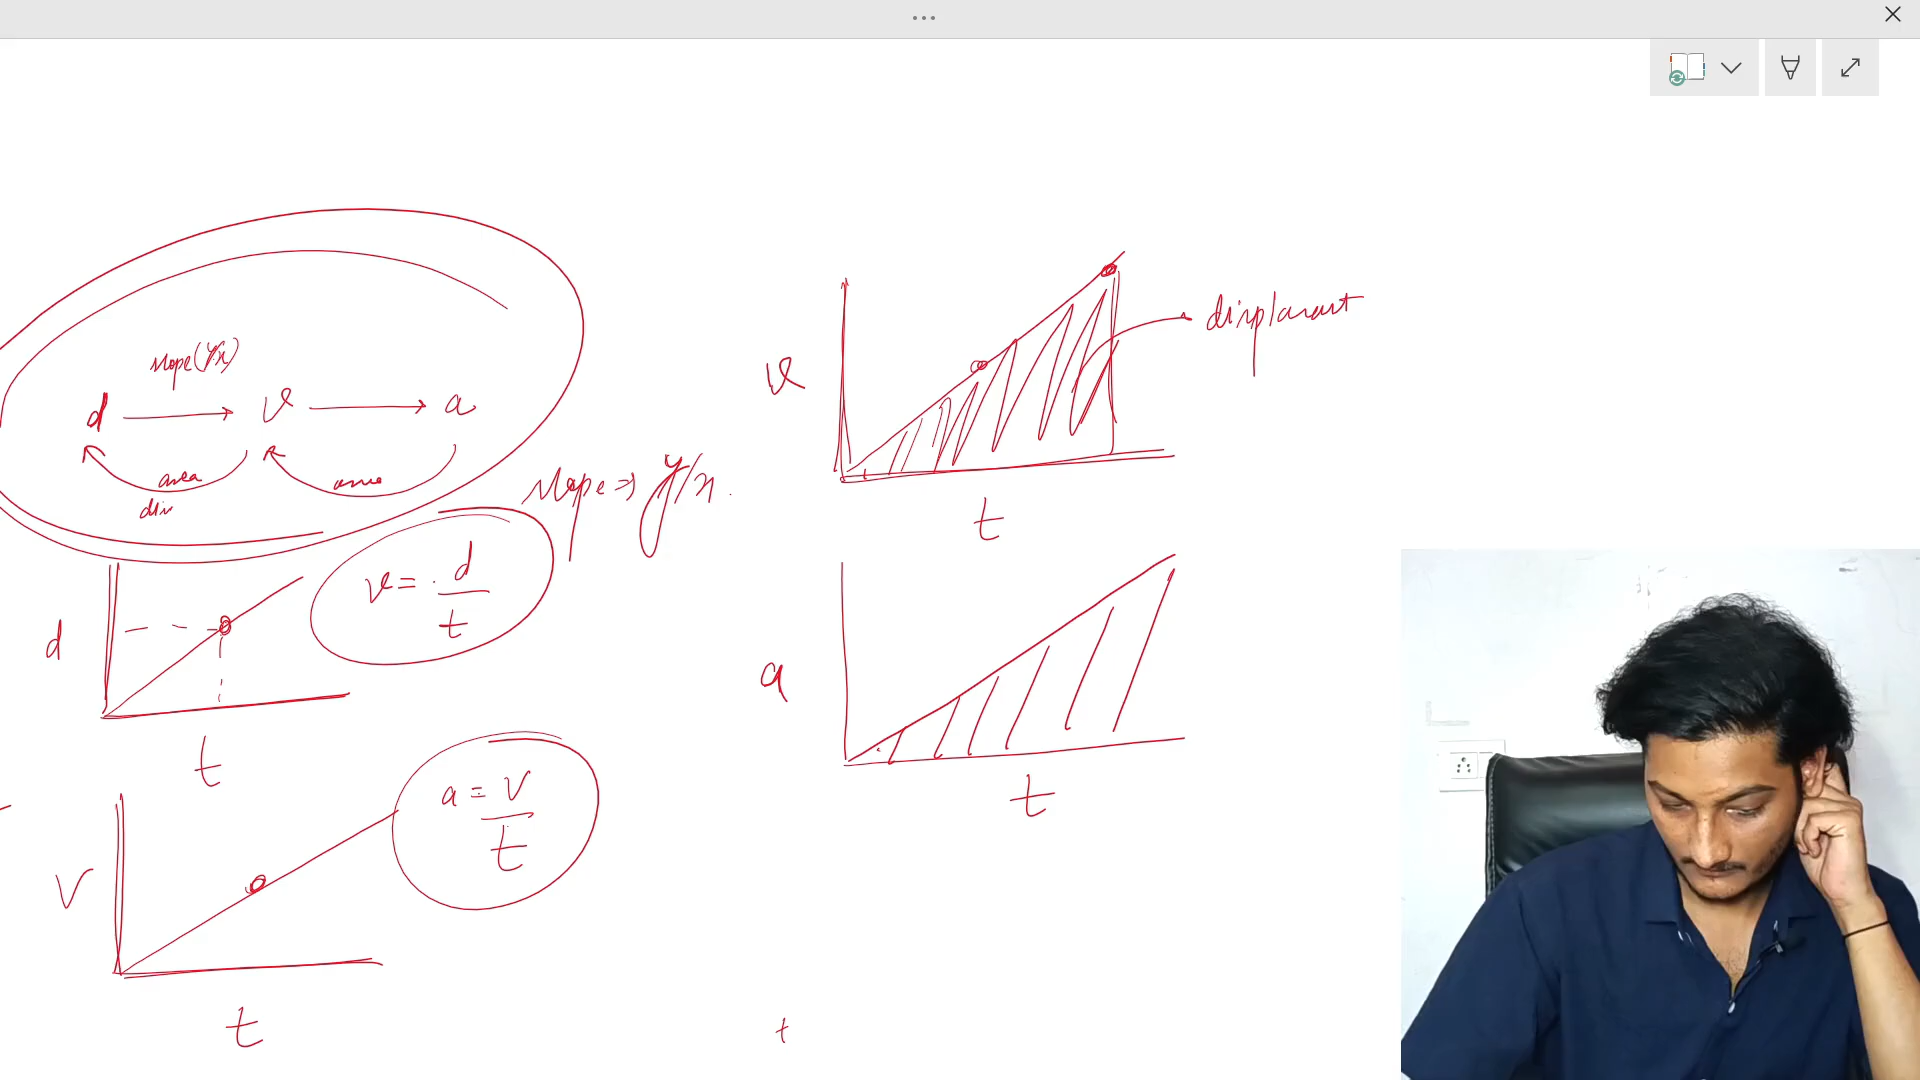 slope (y/x)
d → v → a
area area
dis
slope ⇒ y/x .
v = d/t
d
t
a = v/t
V
t
v
displacement
t
a
t
t